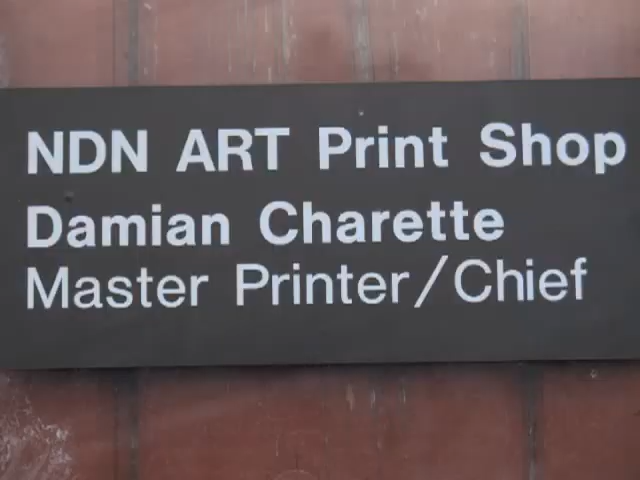 NDN ART Print Shop
Damian Charette
Master Printer/Chief